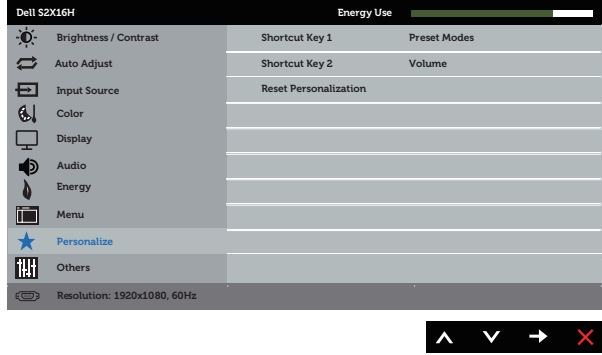 Dell S2X16H Energy Use
Brightness / Contrast Shortcut Key 1 Preset Modes
Auto Adjust Shortcut Key 2 Volume
Input Source Reset Personalization
Color
Display
Audio
Energy
Menu
Personalize
Others
Resolution: 1920x1080, 60Hz